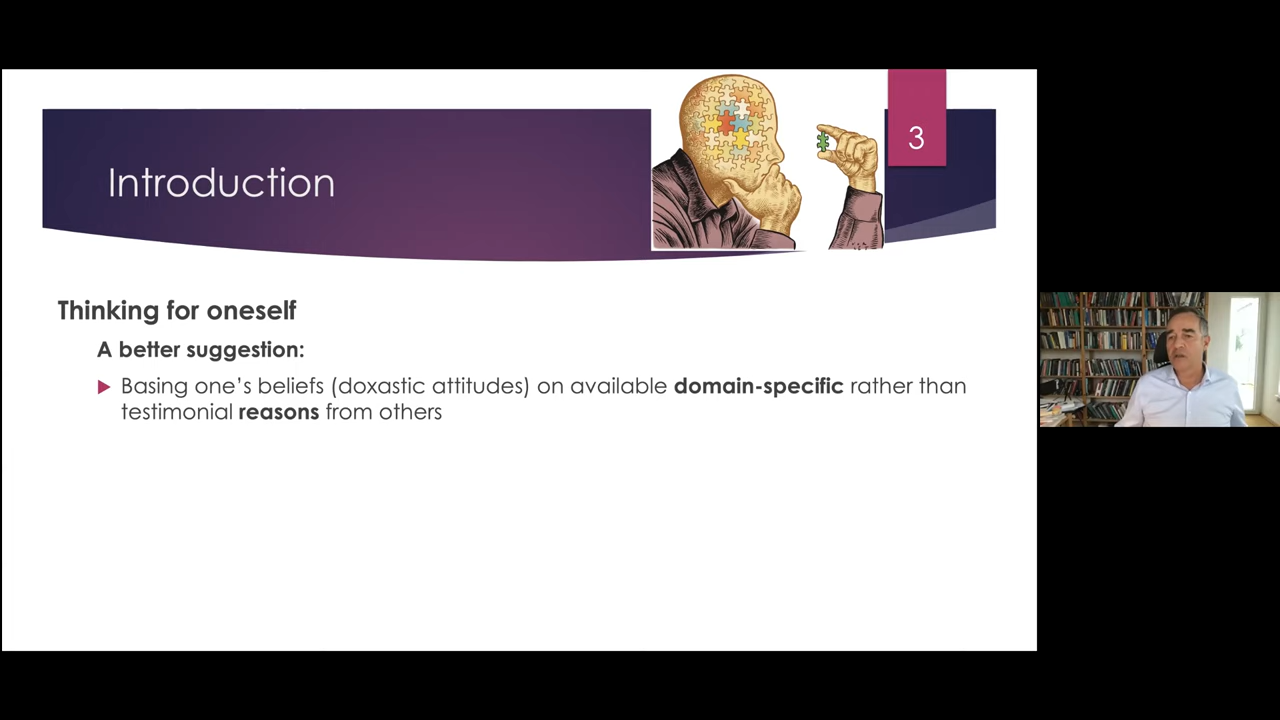 3
Introduction
Thinking for oneself
A better suggestion:
Basing one's beliefs (doxastic attitudes) on available domain-specific rather than
testimonial reasons from others